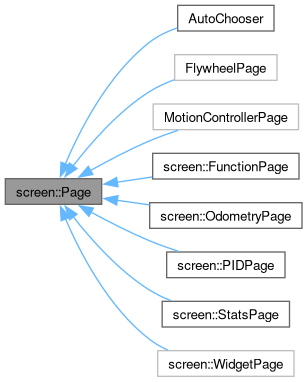 AutoChooser
FlywheelPage
MotionControllerPage
screen::FunctionPage
screen::Page
screen::OdometryPage
screen::PIDPage
screen::StatsPage
screen::WidgetPage